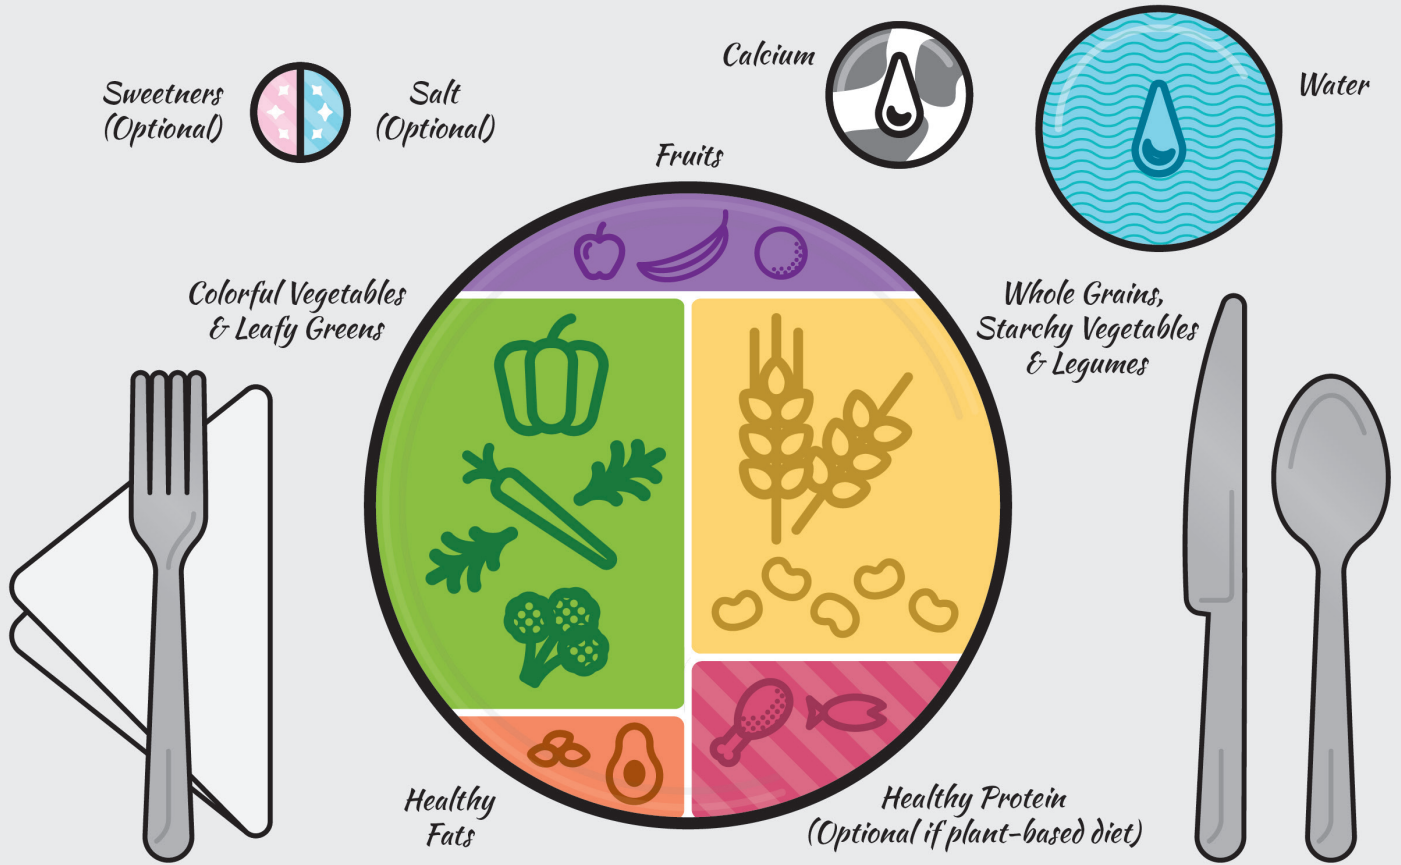 Sweetners
(Optional)
Salt
(Optional)
Calcium
Water
Fruits
Colorful Vegetables
& Leafy Greens
Whole Grains,
Starchy Vegetables
& Legumes
Healthy
Fats
Healthy Protein
(Optional if plant-based diet)